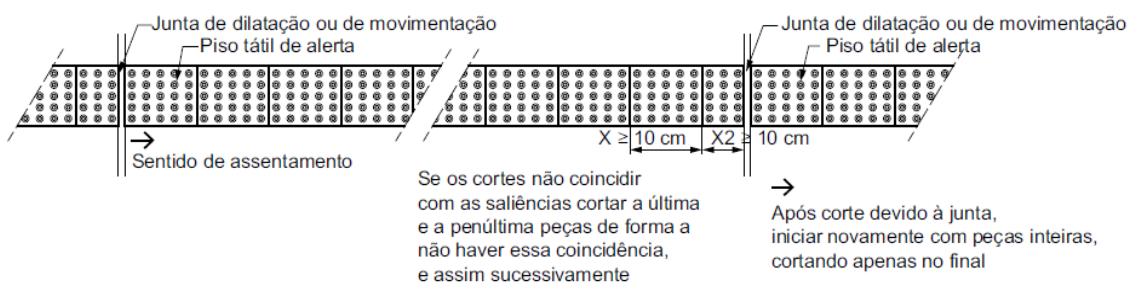 Junta de dilatação ou de movimentação
Piso tátil de alerta
Junta de dilatação ou de movimentação
Piso tátil de alerta
X ≥ 10 cm
X2 ≥ 10 cm
Sentido de assentamento
Se os cortes não coincidir
com as saliências cortar a última
e a penúltima peças de forma a
não haver essa coincidência,
e assim sucessivamente
Após corte devido à junta,
iniciar novamente com peças inteiras,
cortando apenas no final